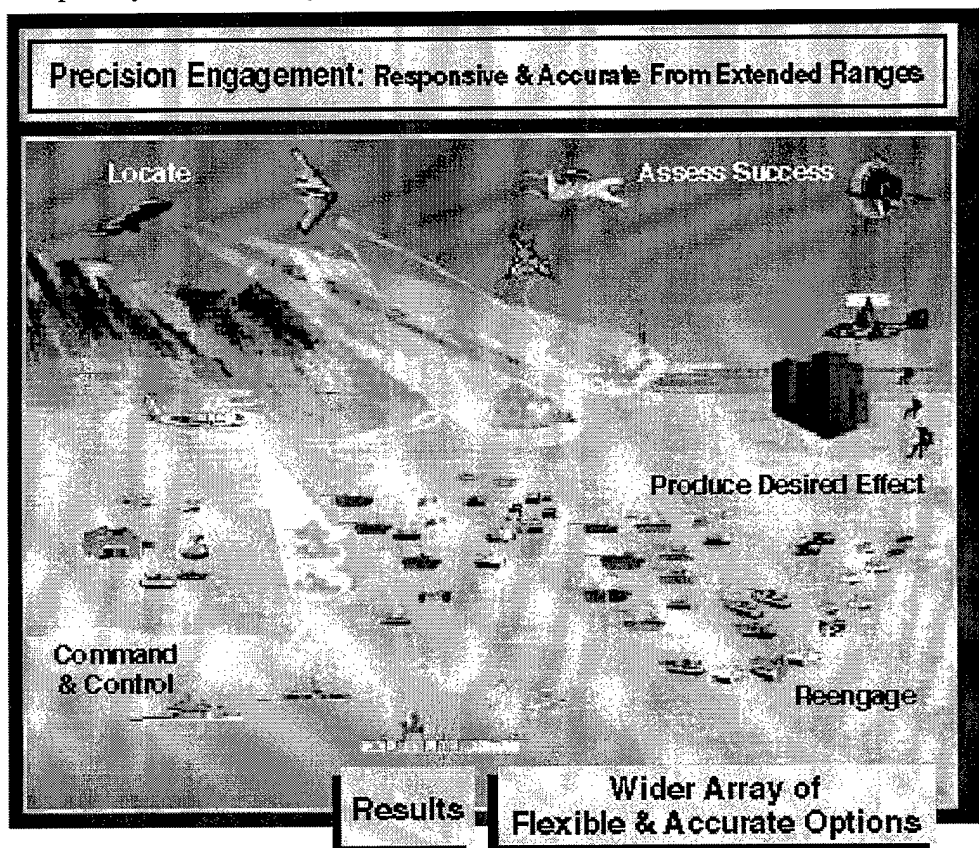 Precision Engagement: Responsive & Accurate From Extended Ranges
Locate
Assess Success
Produce Desired Effect
Command
& Control
Reengage
Results
Wider Array of
Flexible & Accurate Options